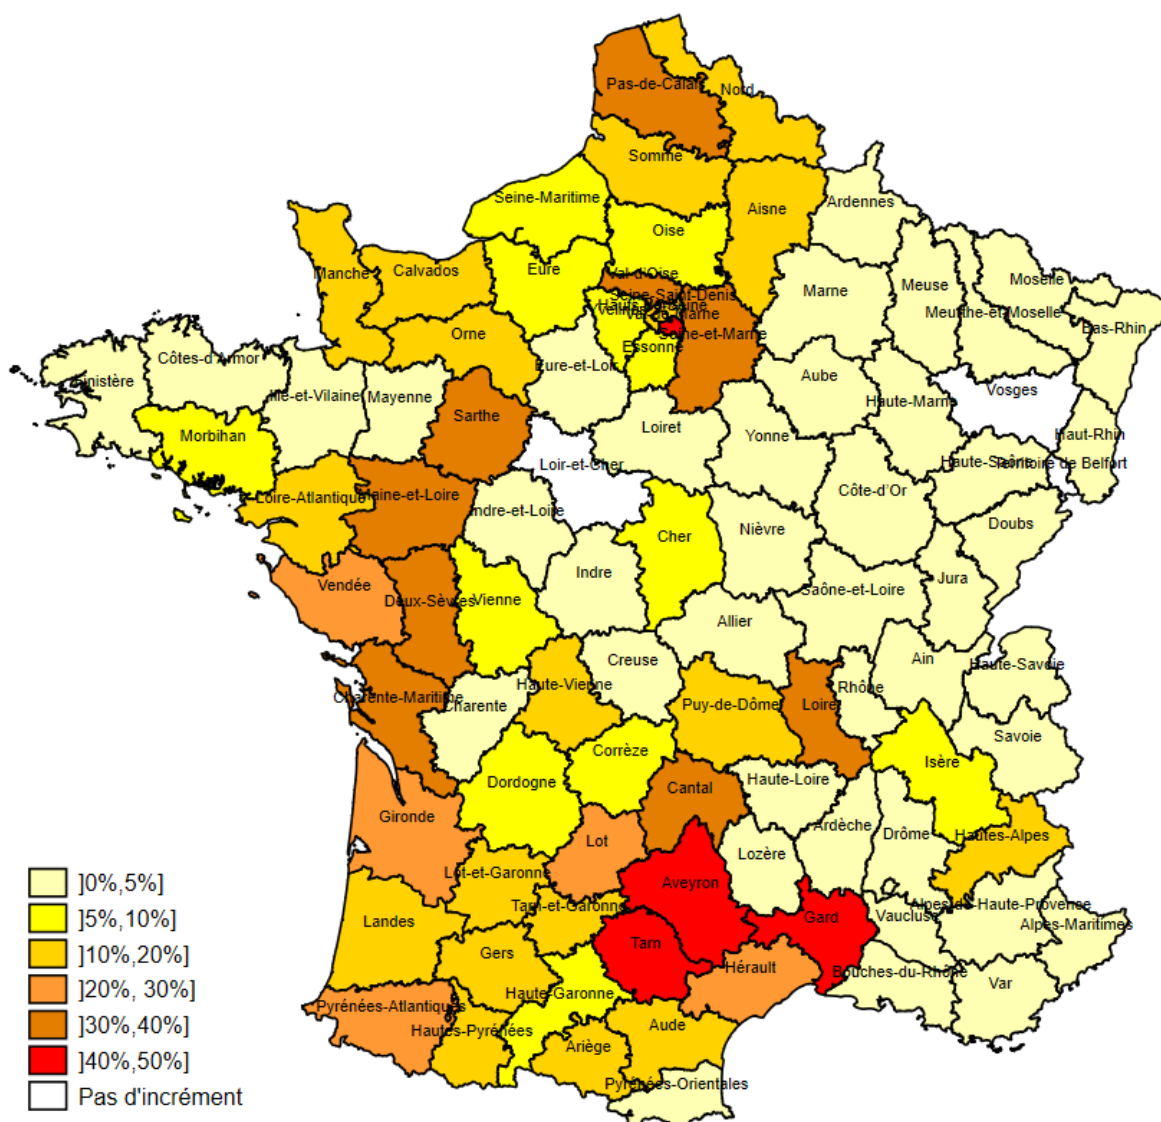 Pas-de-Calais
Nord
Somme
Seine-Maritime
Aisne
Ardennes
Oise
Manche
Calvados
Eure
Val-d'Oise
Moselle
Meuse
Marne
Seine-Saint-Denis
Meurthe-et-Moselle
Val-de-Marne
Bas-Rhin
Orne
Seine-et-Marne
Essonne
Côtes-d'Armor
Eure-et-Loir
Finistère
Ille-et-Vilaine
Mayenne
Aube
Vosges
Haute-Marne
Sarthe
Morbihan
Loiret
Yonne
Haut-Rhin
Loir-et-Cher
Haute-Saône
Territoire de Belfort
Loire-Atlantique
Maine-et-Loire
Côte-d'Or
Indre-et-Loire
Doubs
Cher
Nièvre
Indre
Vendée
Deux-Sèvres
Vienne
Jura
Saône-et-Loire
Allier
Creuse
Ain
Haute-Savoie
Haute-Vienne
Rhône
Charente-Maritime
Charente
Puy-de-Dôme
Loire
Savoie
Corrèze
Isère
Dordogne
Haute-Loire
Cantal
Gironde
Ardèche
Drôme
Hautes-Alpes
Lot
Lozère
Lot-et-Garonne
Aveyron
]0%,5%]
Tarn-et-Garonne
Alpes-de-Haute-Provence
Landes
Gard
Vaucluse
Alpes-Maritimes
]5%,10%]
Tarn
Gers
]10%,20%]
Hérault
Bouches-du-Rhône
Var
Haute-Garonne
]20%, 30%]
Pyrénées-Atlantiques
Hautes-Pyrénées
Aude
]30%,40%]
Ariège
]40%,50%]
Pyrénées-Orientales
Pas d'incrément